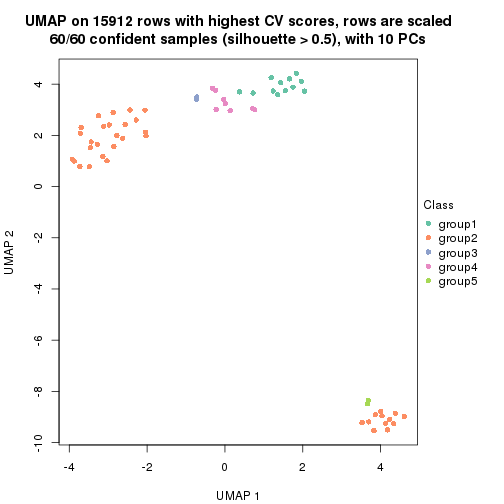 UMAP on 15912 rows with highest CV scores, rows are scaled
60/60 confident samples (silhouette > 0.5), with 10 PCs
4
2
0
-2
-4
-6
-8
-10
UMAP 2
-4
-2
0
2
4
UMAP 1
Class
group1
group2
group3
group4
group5